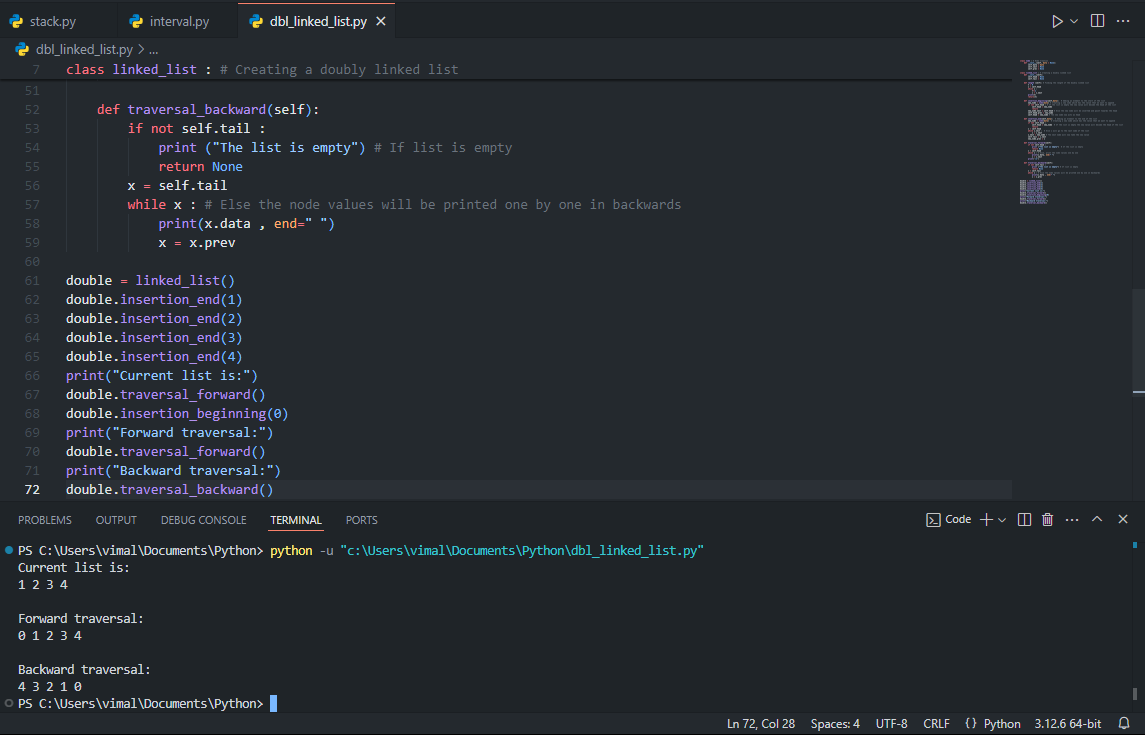 stack.py interval.py dbl_linked_list.py
dbl_linked_list.py > ...
7 class linked_list : # Creating a doubly linked list
51
52 def traversal_backward(self):
53 if not self.tail :
54 print ("The list is empty") # If list is empty
55 return None
56 x = self.tail
57 while x : # Else the node values will be printed one by one in backwards
58 print(x.data , end=" ")
59 x = x.prev
60
61 double = linked_list()
62 double.insertion_end(1)
63 double.insertion_end(2)
64 double.insertion_end(3)
65 double.insertion_end(4)
66 print("Current list is:")
67 double.traversal_forward()
68 double.insertion_beginning(0)
69 print("Forward traversal:")
70 double.traversal_forward()
71 print("Backward traversal:")
72 double.traversal_backward()
PROBLEMS OUTPUT DEBUG CONSOLE TERMINAL PORTS Code
PS C:\Users\vimal\Documents\Python> python -u "c:\Users\vimal\Documents\Python\dbl_linked_list.py"
Current list is:
1 2 3 4
Forward traversal:
0 1 2 3 4
Backward traversal:
4 3 2 1 0
PS C:\Users\vimal\Documents\Python>
Ln 72, Col 28 Spaces: 4 UTF-8 CRLF {} Python 3.12.6 64-bit